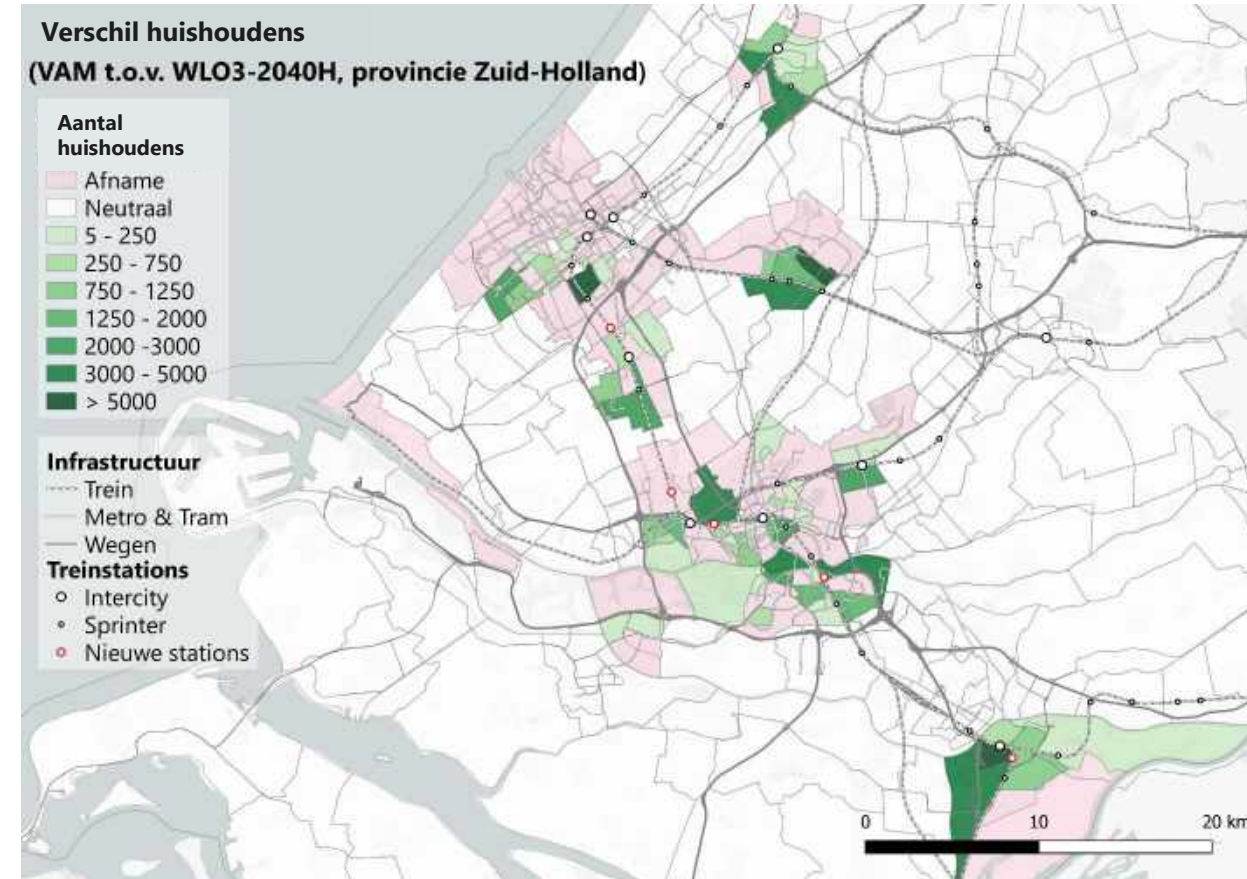 Verschil huishoudens
(VAM t.o.v. WLO3-2040H, provincie Zuid-Holland)
Aantal
huishoudens
Afname
Neutraal
5 - 250
250 - 750
750 - 1250
1250 - 2000
2000 -3000
3000 - 5000
> 5000
Infrastructuur
Trein
Metro & Tram
Wegen
Treinstations
Intercity
Sprinter
Nieuwe stations
0 10 20 km